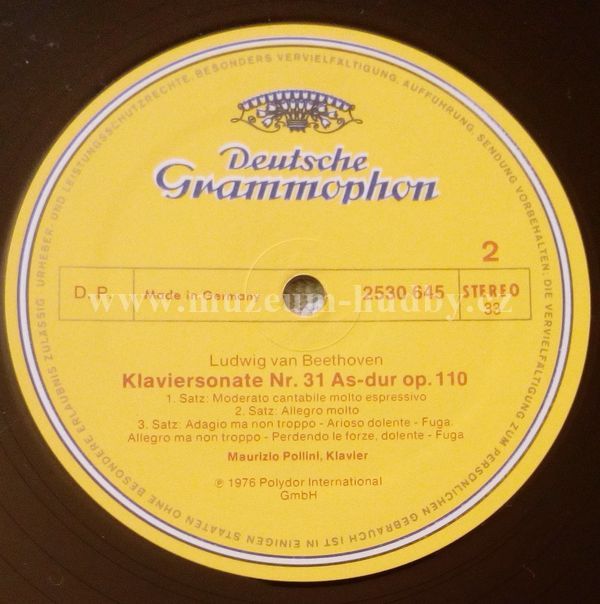 Deutsche
Grammophon
2
D. P.
Made in Germany
2530 645
STEREO
33
www.muzeum-hudby.cz
Ludwig van Beethoven
Klaviersonate Nr. 31 As-dur op. 110
1. Satz: Moderato cantabile molto espressivo
2. Satz: Allegro molto
3. Satz: Adagio ma non troppo - Arioso dolente - Fuga.
Allegro ma non troppo - Perdendo le forze, dolente - Fuga
Maurizio Pollini, Klavier
℗ 1976 Polydor International
GmbH
URHEBER- UND LEISTUNGSSCHUTZRECHTE, BESONDERS VERVIELFÄLTIGUNG, AUFFÜHRUNG, SENDUNG VORBEHALTEN. DIE VERVIELFÄLTIGUNG ZUM PERSÖNLICHEN GEBRAUCH IST IN EINIGEN STAATEN OHNE BESONDERE ERLAUBNIS ZULÄSSIG